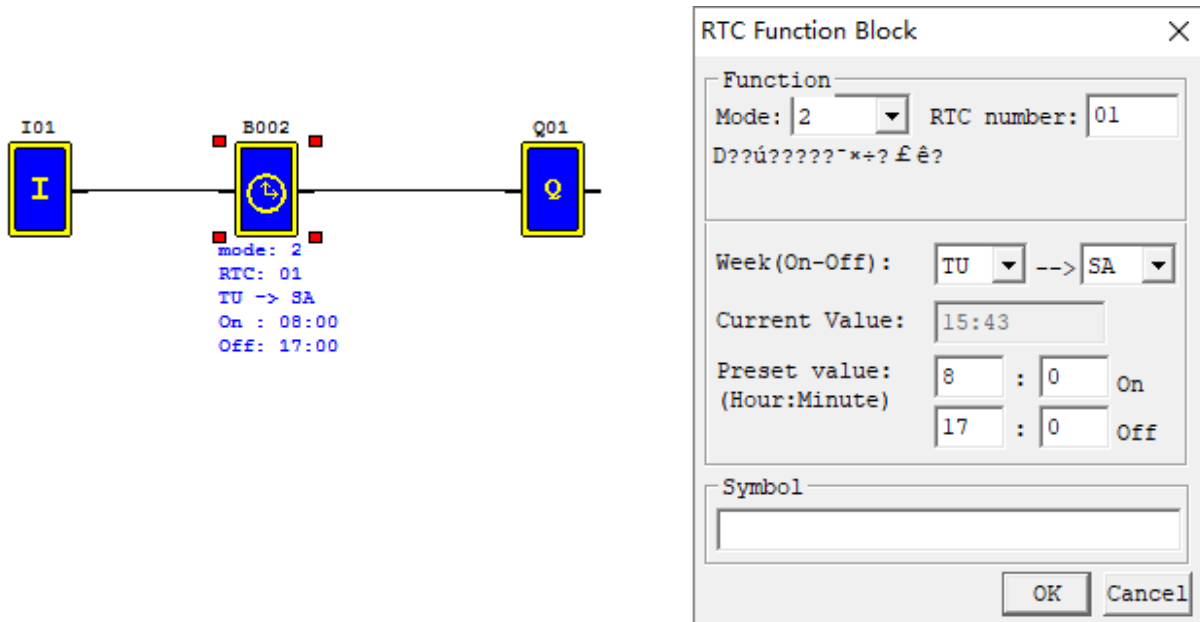 I01
B002
Q01
I
Q
mode: 2
RTC: 01
TU -> SA
On : 08:00
Off: 17:00
RTC Function Block
Function
Mode: 2 RTC number: 01
D??ú?????¯×÷?£ê?
Week(On-Off): TU --> SA
Current Value: 15:43
Preset value: 8 : 0 On
(Hour:Minute)
17 : 0 Off
Symbol
OK Cancel